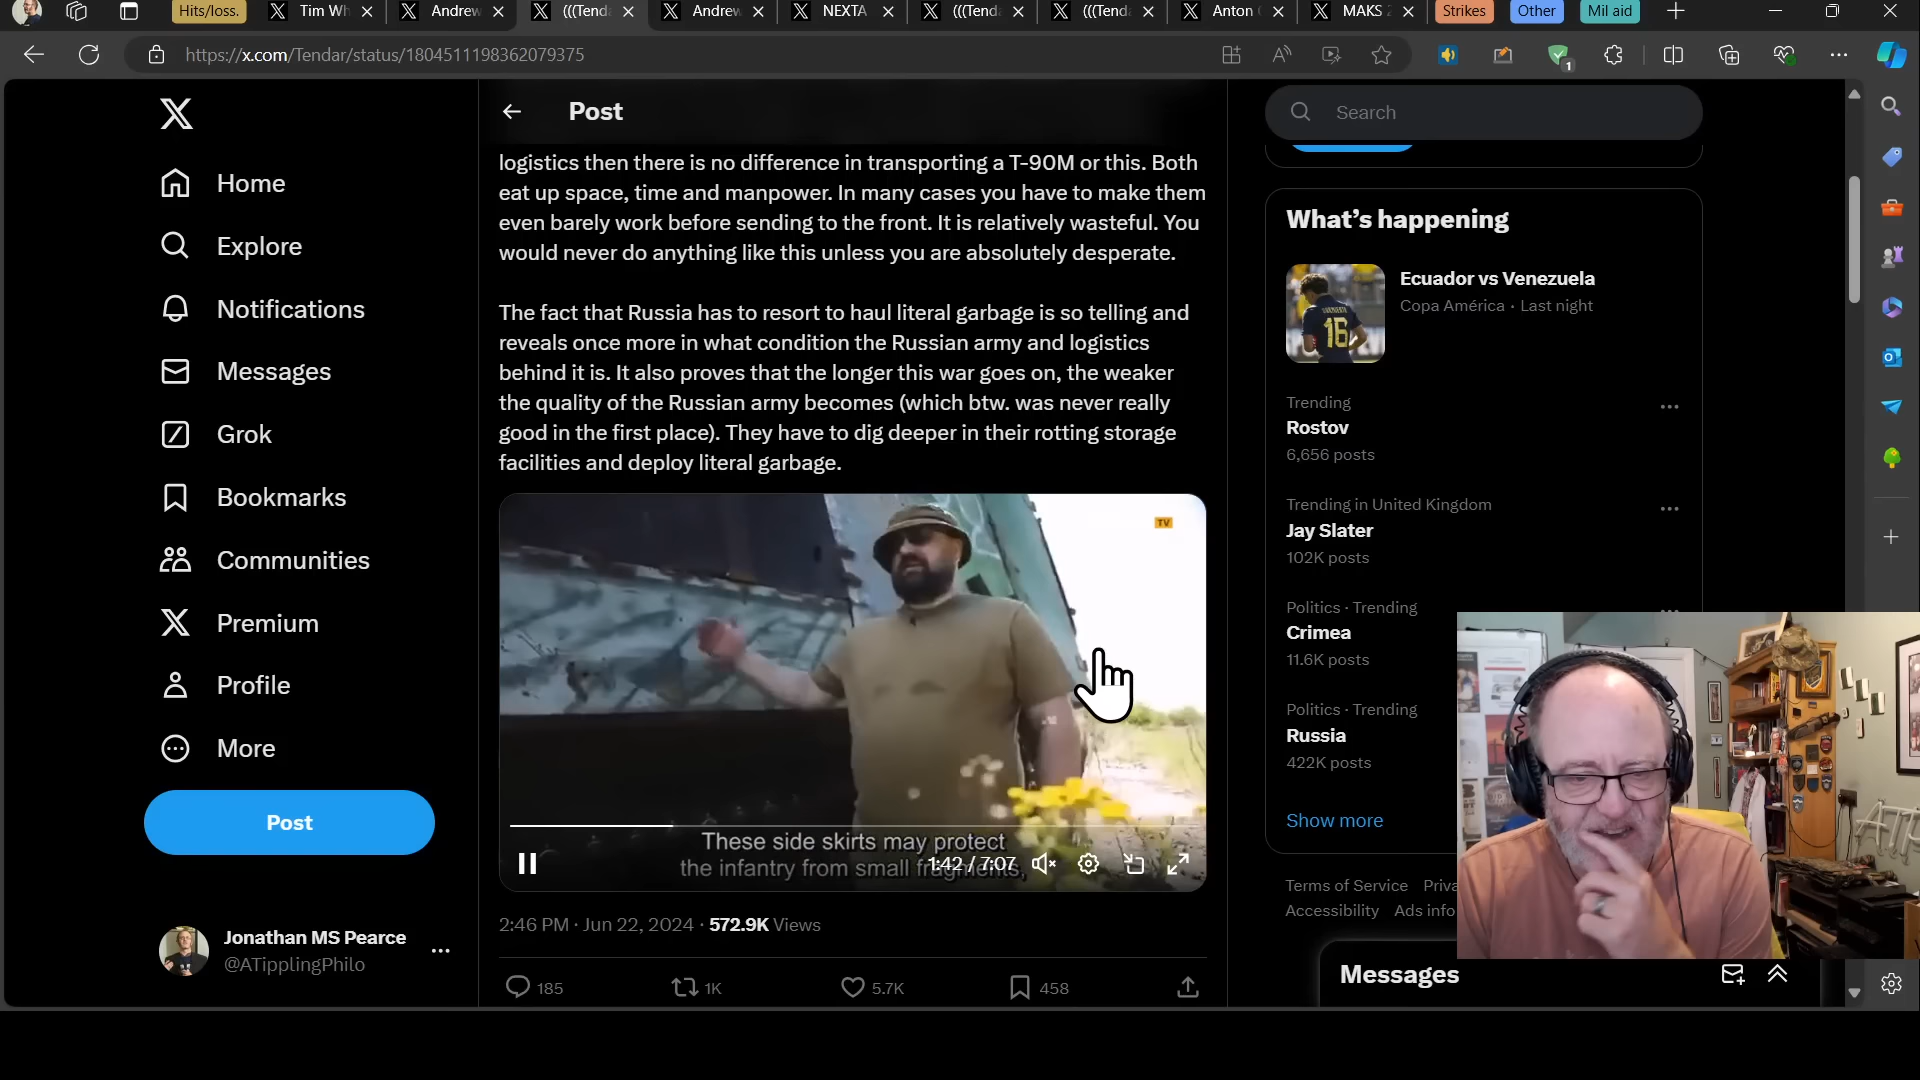 Hits/loss.
Tim Wh
Andrew
(((Tenda
Andrew
NEXTA
(((Tenda
(((Tenda
Anton
MAKS 2
Strikes
Other
Mil aid
https://x.com/Tendar/status/1804511198362079375
1
Home
Explore
Notifications
Messages
Grok
Bookmarks
Communities
Premium
Profile
More
Post
Jonathan MS Pearce
@ATipplingPhilo
Post
logistics then there is no difference in transporting a T-90M or this. Both
eat up space, time and manpower. In many cases you have to make them
even barely work before sending to the front. It is relatively wasteful. You
would never do anything like this unless you are absolutely desperate.
The fact that Russia has to resort to haul literal garbage is so telling and
reveals once more in what condition the Russian army and logistics
behind it is. It also proves that the longer this war goes on, the weaker
the quality of the Russian army becomes (which btw. was never really
good in the first place). They have to dig deeper in their rotting storage
facilities and deploy literal garbage.
TV
These side skirts may protect
the infantry from small fragments,
1:42 / 7:07
2:46 PM · Jun 22, 2024 · 572.9K Views
185
1K
5.7K
458
Search
What's happening
16
Ecuador vs Venezuela
Copa América · Last night
Trending
Rostov
6,656 posts
Trending in United Kingdom
Jay Slater
102K posts
Politics · Trending
Crimea
11.6K posts
Politics · Trending
Russia
422K posts
Show more
Terms of Service Priva
Accessibility Ads info
Messages